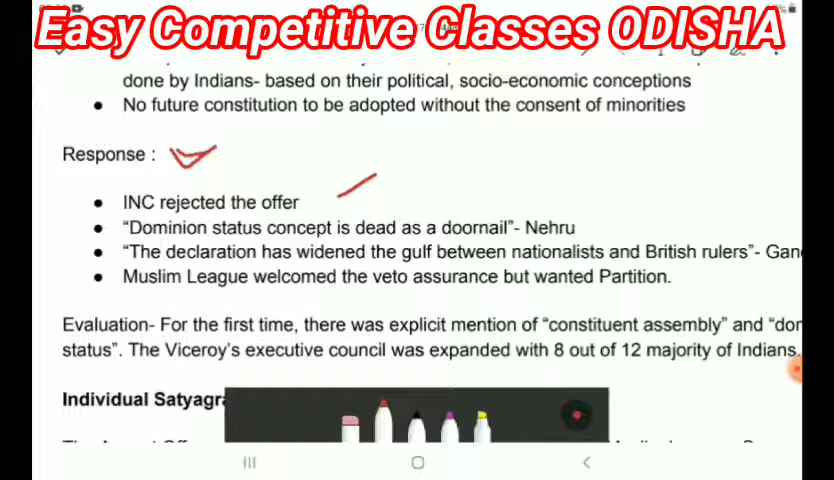 Easy Competitive Classes ODISHA
done by Indians- based on their political, socio-economic conceptions
● No future constitution to be adopted without the consent of minorities
Response :
● INC rejected the offer
● “Dominion status concept is dead as a doornail”- Nehru
● “The declaration has widened the gulf between nationalists and British rulers”- Gan
● Muslim League welcomed the veto assurance but wanted Partition.
Evaluation- For the first time, there was explicit mention of “constituent assembly” and “dor
status”. The Viceroy's executive council was expanded with 8 out of 12 majority of Indians.
Individual Satyagra